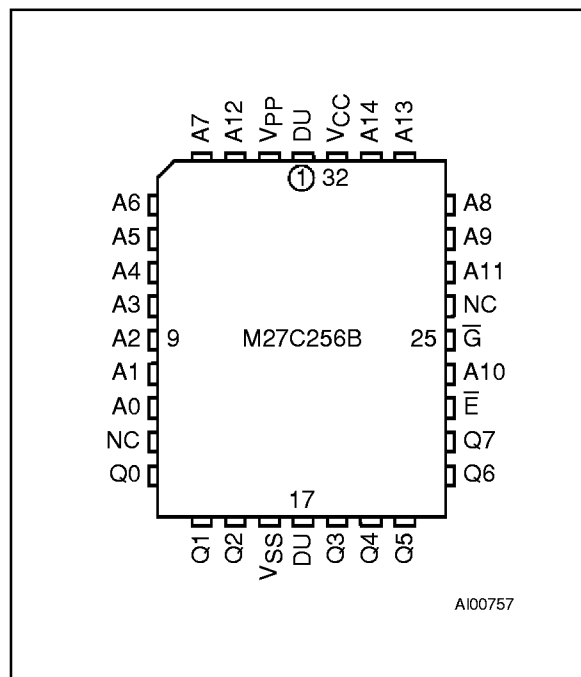 A7 A12 VPP DU VCC A14 A13
1 32
A6 A8
A5 A9
A4 A11
A3 NC
A2 9 M27C256B 25 G̅
A1 A10
A0 E̅
NC Q7
Q0 Q6
17
Q1 Q2 VSS DU Q3 Q4 Q5
AI00757